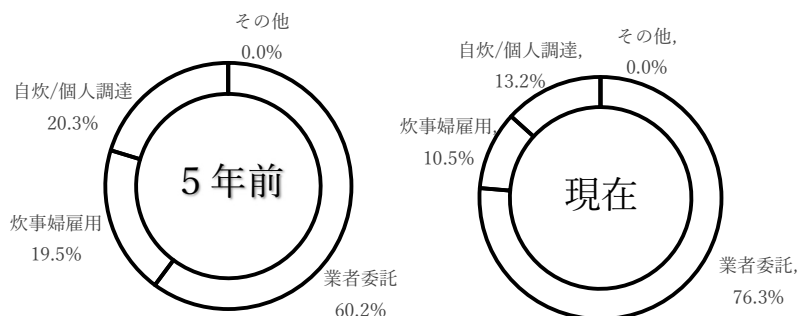 その他
0.0%
自炊/個人調達
20.3%
5年前
炊事婦雇用
19.5%
業者委託
60.2%
その他,
0.0%
自炊/個人調達,
13.2%
炊事婦雇用,
10.5%
現在
業者委託,
76.3%